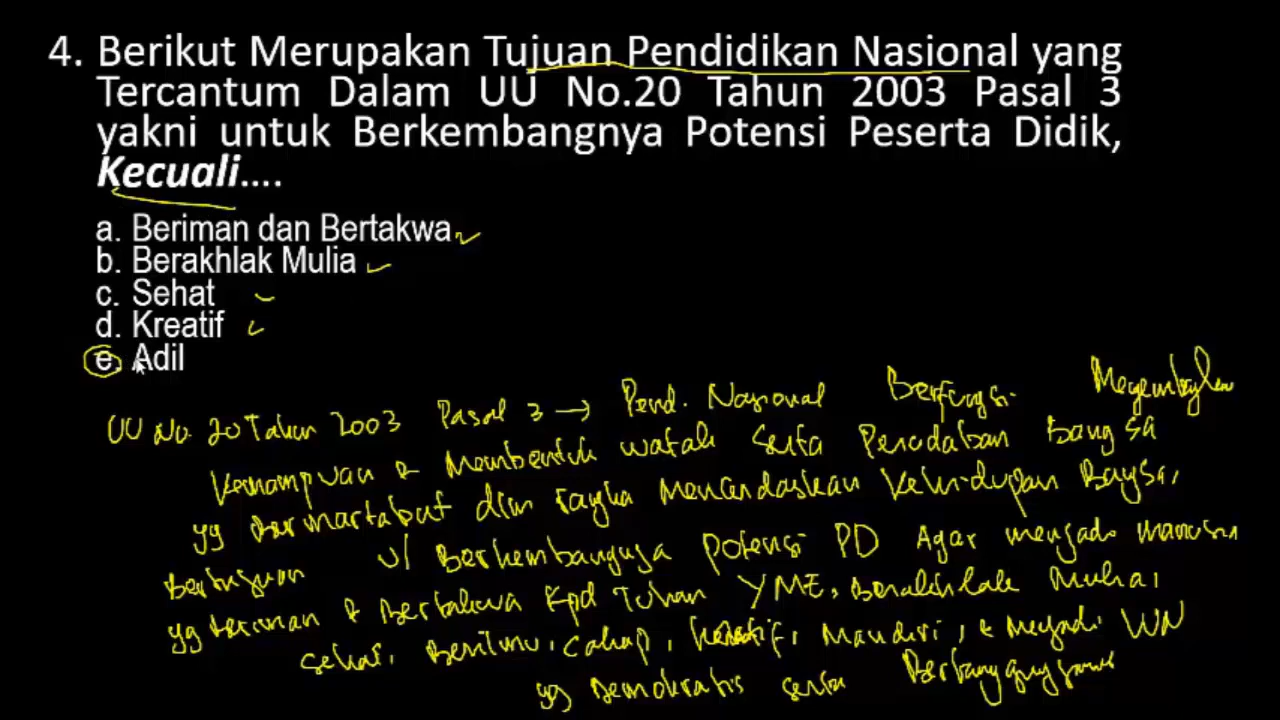 4. Berikut Merupakan Tujuan Pendidikan Nasional yang
Tercantum Dalam UU No.20 Tahun 2003 Pasal 3
yakni untuk Berkembangnya Potensi Peserta Didik,
Kecuali....
a. Beriman dan Bertakwa
b. Berakhlak Mulia
c. Sehat
d. Kreatif
e. Adil
UU No. 20 Tahun 2003 Pasal 3 → Pend. Nasional Berfungsi
Kemampuan & Membentuk watak serta Peradaban Bangsa
yg Bermartabat dlm rangka Mencerdaskan Kehidupan Bangsa,
Bertujuan u/ Berkembangnya Potensi PD Agar menjadi manusia
yg beriman & Bertakwa Kpd Tuhan YME, Berakhlak Mulia,
Sehat, Berilmu, Cakap, kreatif, Mandiri, & Menjadi WN
yg Demokratis serta